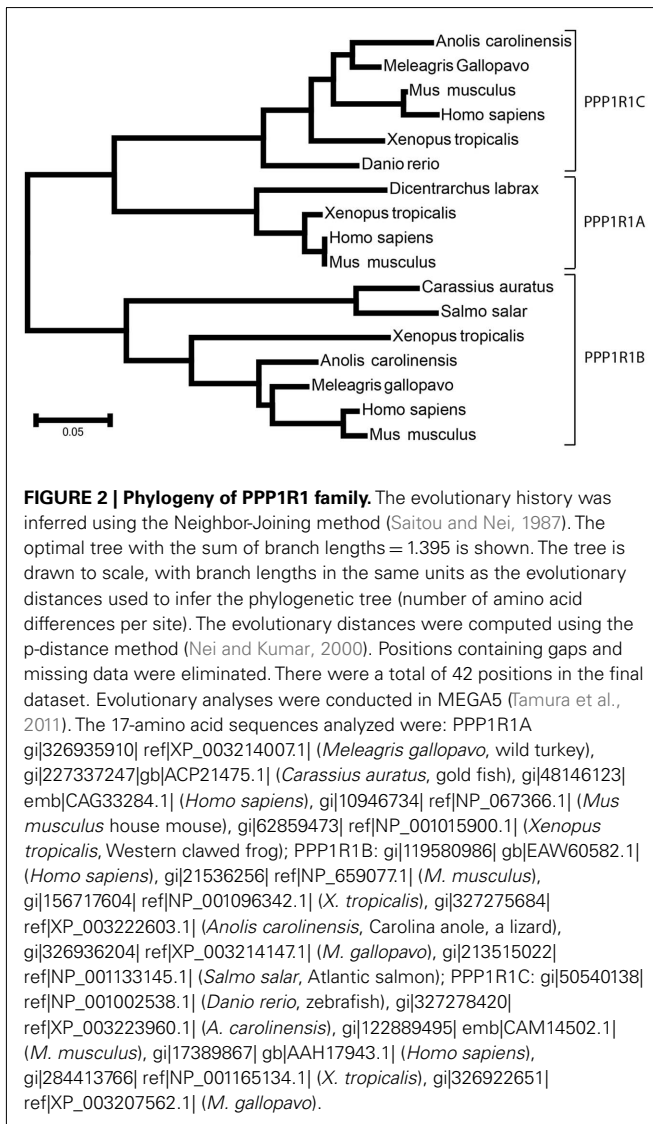 Anolis carolinensis
Meleagris Gallopavo
Mus musculus
Homo sapiens
Xenopus tropicalis
Danio rerio
PPP1R1C
Dicentrarchus labrax
Xenopus tropicalis
Homo sapiens
Mus musculus
PPP1R1A
Carassius auratus
Salmo salar
Xenopus tropicalis
Anolis carolinensis
Meleagris gallopavo
Homo sapiens
Mus musculus
PPP1R1B
0.05
FIGURE 2 | Phylogeny of PPP1R1 family. The evolutionary history was
inferred using the Neighbor-Joining method (Saitou and Nei, 1987). The
optimal tree with the sum of branch lengths = 1.395 is shown. The tree is
drawn to scale, with branch lengths in the same units as the evolutionary
distances used to infer the phylogenetic tree (number of amino acid
differences per site). The evolutionary distances were computed using the
p-distance method (Nei and Kumar, 2000). Positions containing gaps and
missing data were eliminated. There were a total of 42 positions in the final
dataset. Evolutionary analyses were conducted in MEGA5 (Tamura et al.,
2011). The 17-amino acid sequences analyzed were: PPP1R1A
gi|326935910| ref|XP_003214007.1| (Meleagris gallopavo, wild turkey),
gi|227337247|gb|ACP21475.1| (Carassius auratus, gold fish), gi|48146123|
emb|CAG33284.1| (Homo sapiens), gi|10946734| ref|NP_067366.1| (Mus
musculus house mouse), gi|62859473| ref|NP_001015900.1| (Xenopus
tropicalis, Western clawed frog); PPP1R1B: gi|119580986| gb|EAW60582.1|
(Homo sapiens), gi|21536256| ref|NP_659077.1| (M. musculus),
gi|156717604| ref|NP_001096342.1| (X. tropicalis), gi|327275684|
ref|XP_003222603.1| (Anolis carolinensis, Carolina anole, a lizard),
gi|326936204| ref|XP_003214147.1| (M. gallopavo), gi|213515022|
ref|NP_001133145.1| (Salmo salar, Atlantic salmon); PPP1R1C: gi|50540138|
ref|NP_001002538.1| (Danio rerio, zebrafish), gi|327278420|
ref|XP_003223960.1| (A. carolinensis), gi|122889495| emb|CAM14502.1|
(M. musculus), gi|17389867| gb|AAH17943.1| (Homo sapiens),
gi|284413766| ref|NP_001165134.1| (X. tropicalis), gi|326922651|
ref|XP_003207562.1| (M. gallopavo).